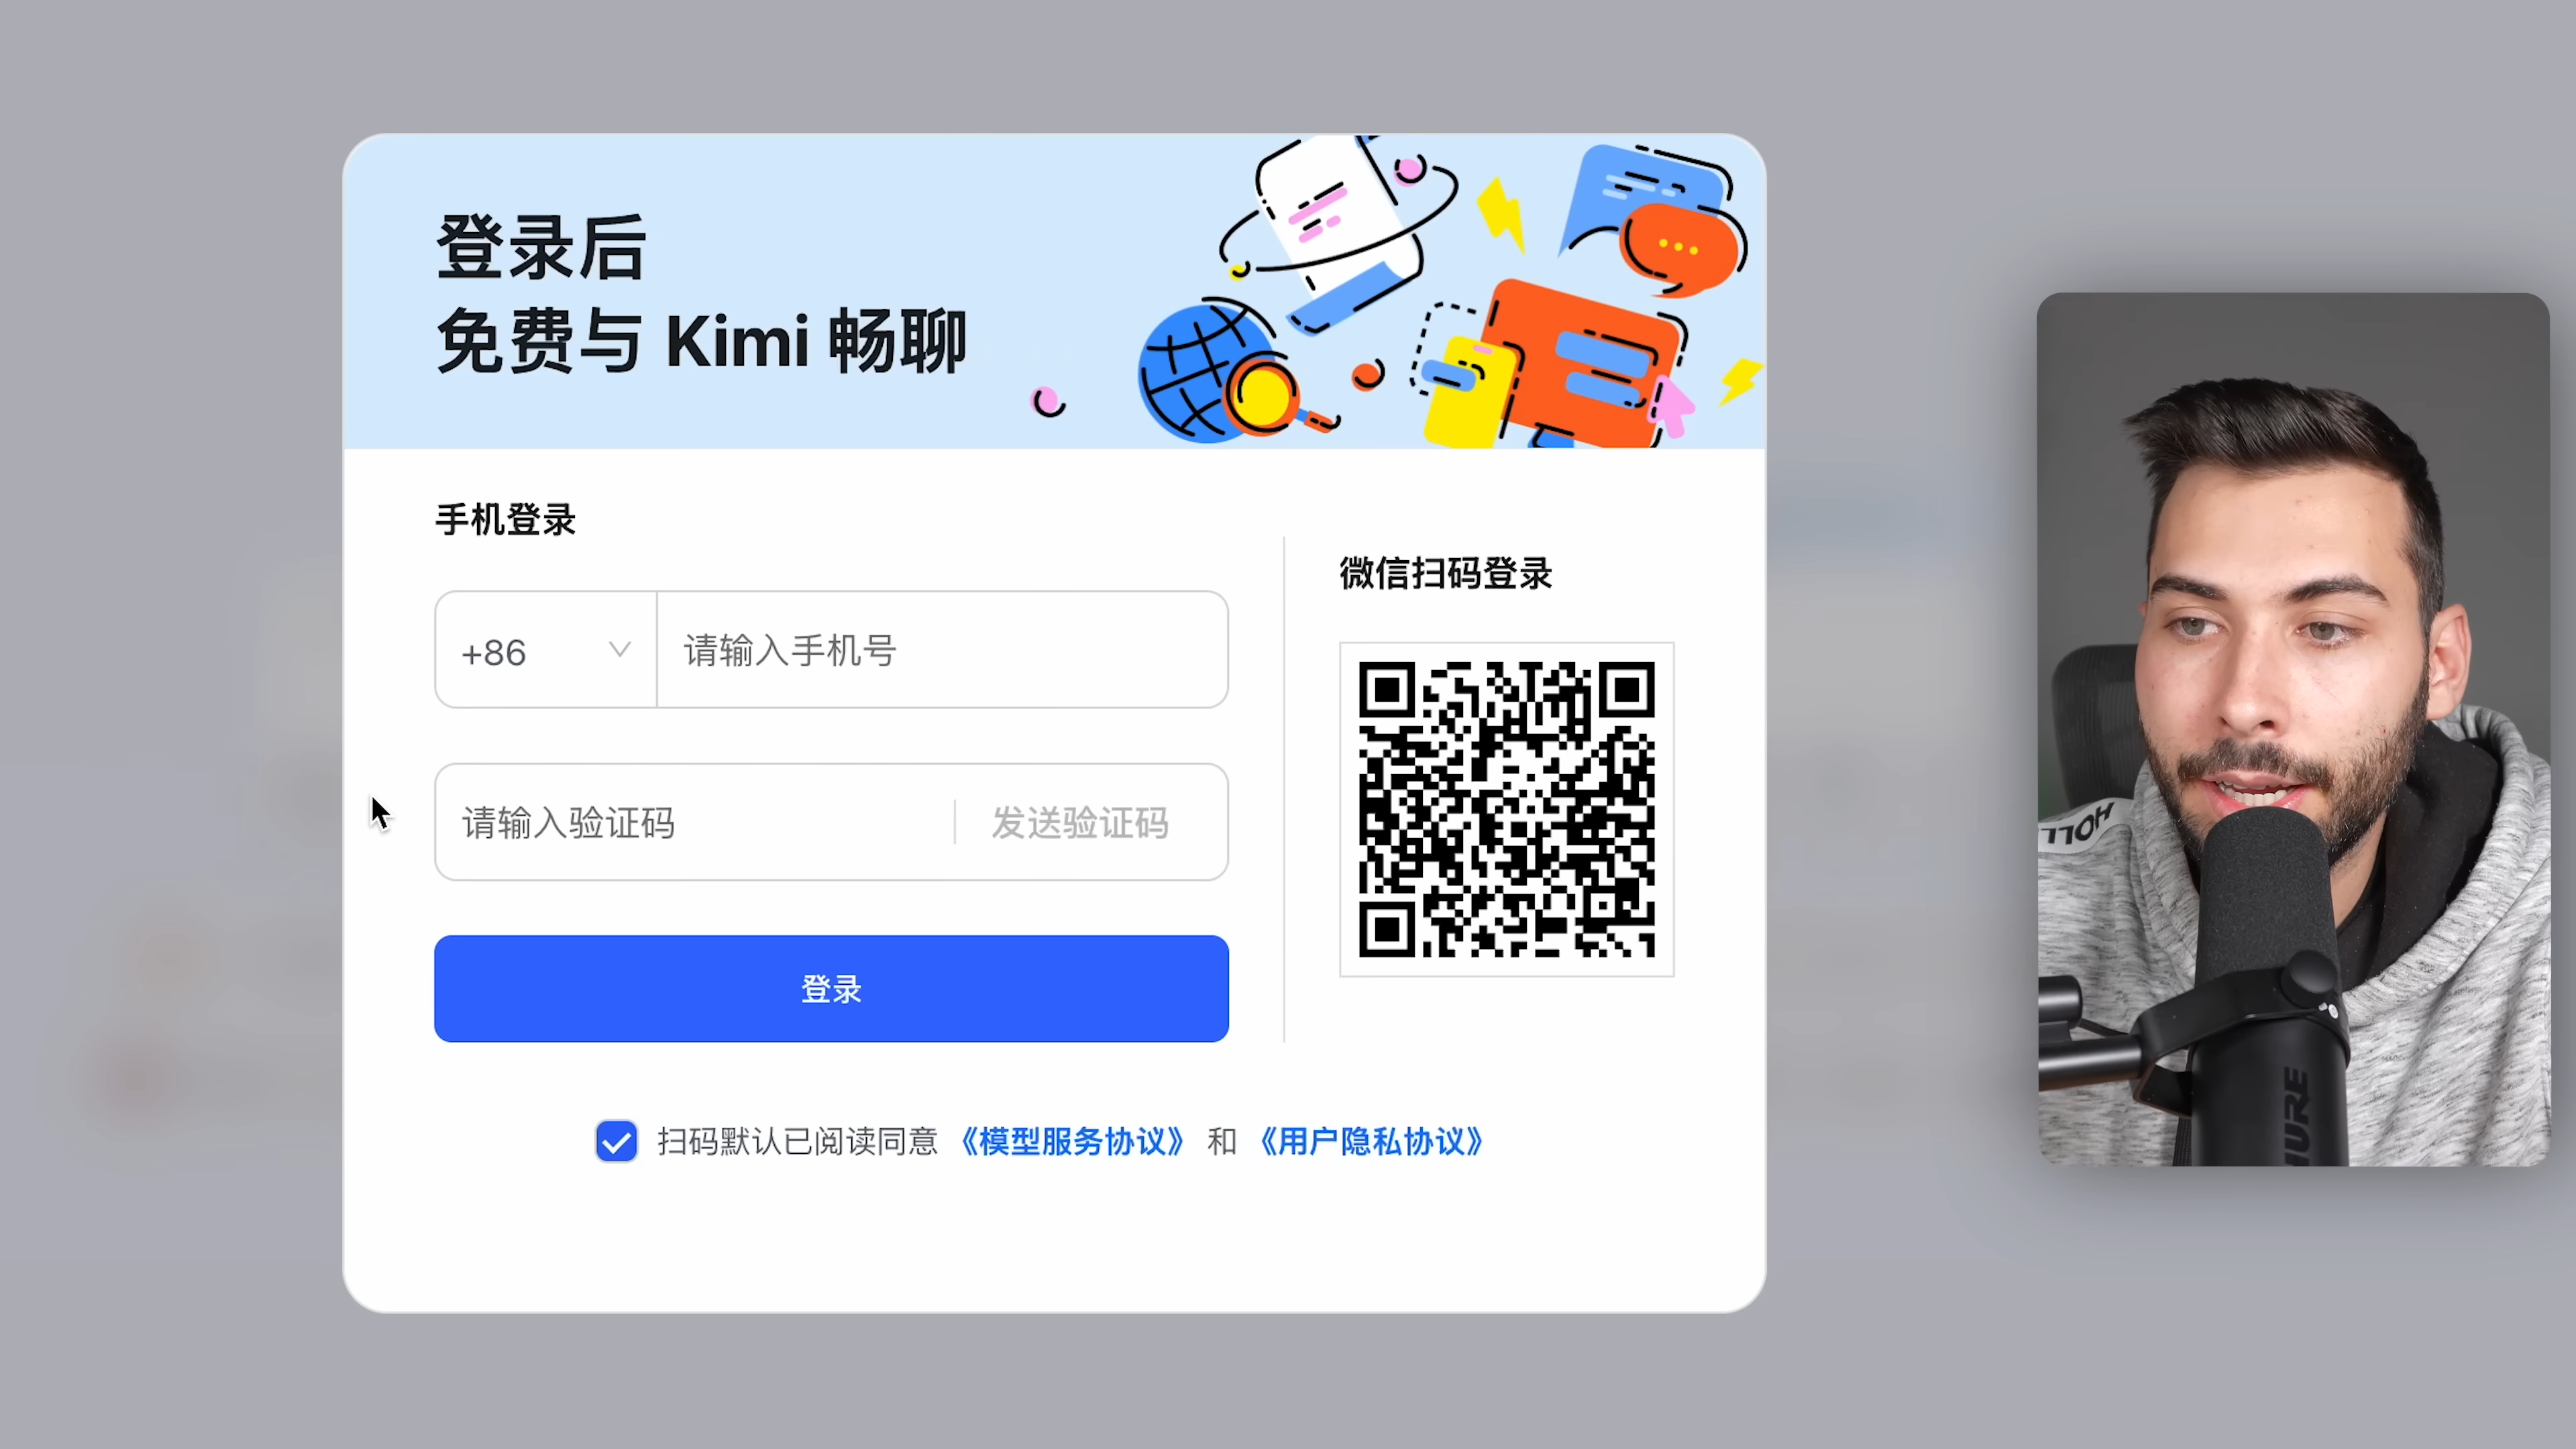 登录后
免费与 Kimi 畅聊
手机登录
+86
请输入手机号
请输入验证码
发送验证码
登录
微信扫码登录
扫码默认已阅读同意 《模型服务协议》 和 《用户隐私协议》